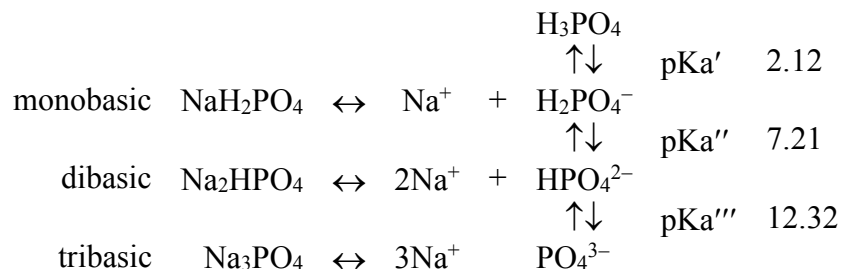 H₃PO₄
↑↓ pKa′ 2.12
monobasic NaH₂PO₄ ↔ Na⁺ + H₂PO₄⁻
↑↓ pKa″ 7.21
dibasic Na₂HPO₄ ↔ 2Na⁺ + HPO₄²⁻
↑↓ pKa‴ 12.32
tribasic Na₃PO₄ ↔ 3Na⁺ PO₄³⁻